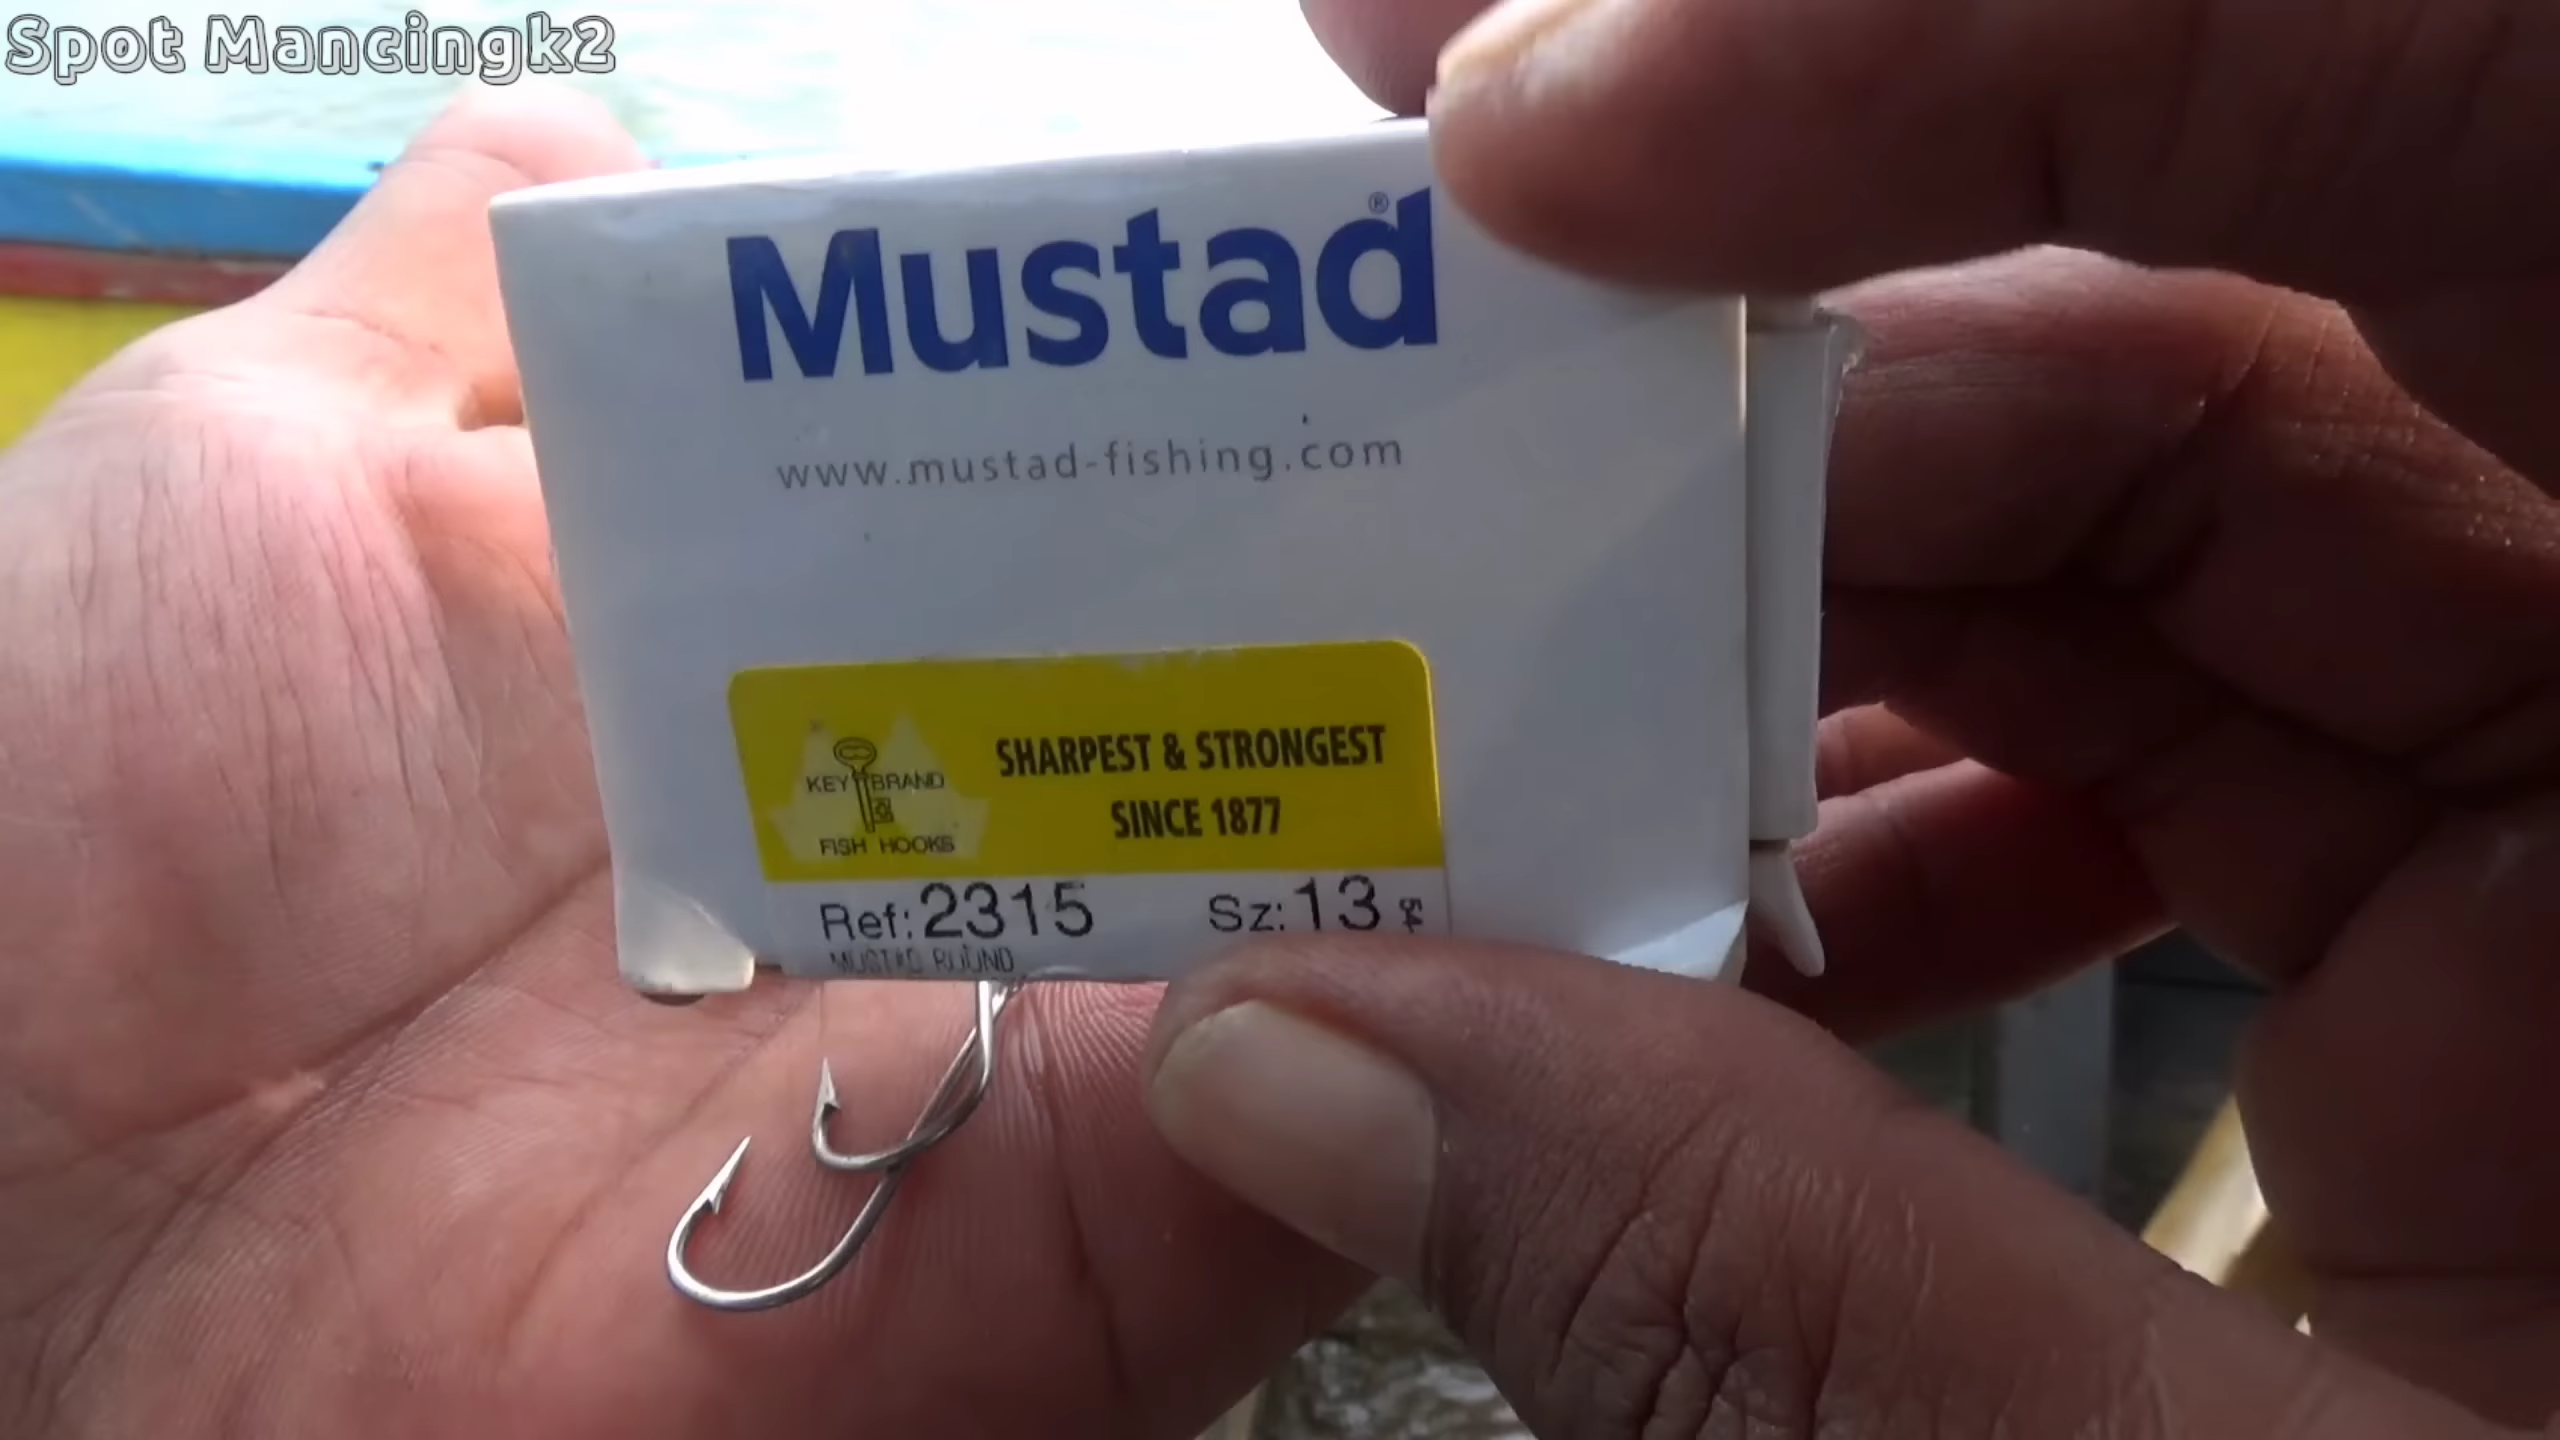 Spot Mancingk2
Mustad®
www.mustad-fishing.com
KEY BRAND
FISH HOOKS
SHARPEST & STRONGEST
SINCE 1877
Ref:2315 Sz:13
MUSTAD ROUND